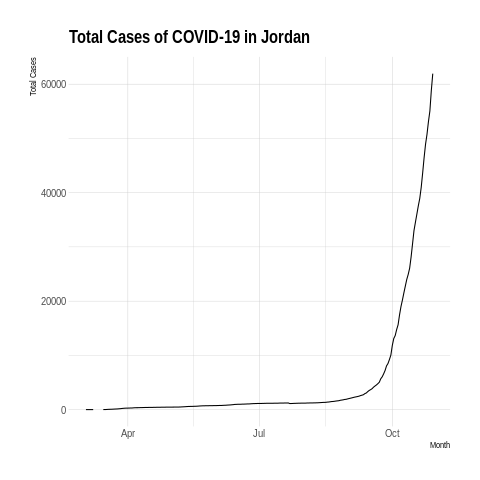 Total Cases of COVID-19 in Jordan
Total Cases
60000
40000
20000
0
Apr Jul Oct
Month